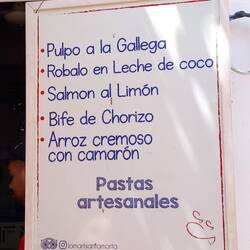 • Pulpo a la Gallega
• Robalo en Leche de coco
• Salmon al Limón
• Bife de Chorizo
• Arroz cremoso
con camarón
Pastas
artesanales